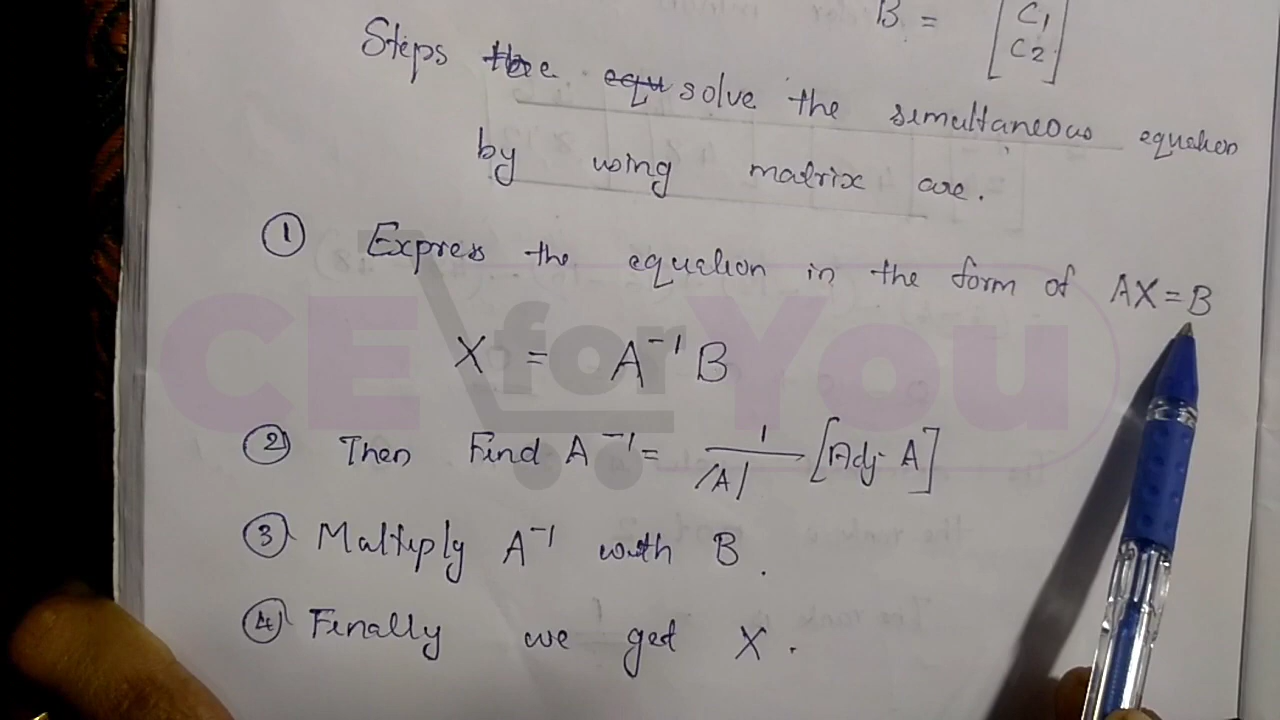 B = [C1
C2]
Steps the equ solve the simultaneous equation
by using matrix are.
① Express the equation in the form of AX=B
X = A⁻¹ B
② Then Find A⁻¹ = 1/|A| [Adj A]
③ Multiply A⁻¹ with B.
④ Finally we get X.
CE for You